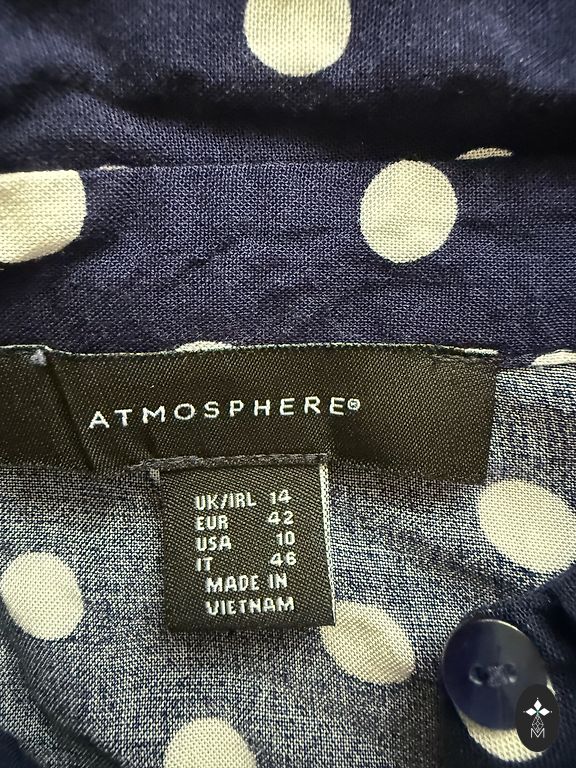 ATMOSPHERE®
UK/IRL 14
EUR 42
USA 10
IT 46
MADE IN
VIETNAM
M